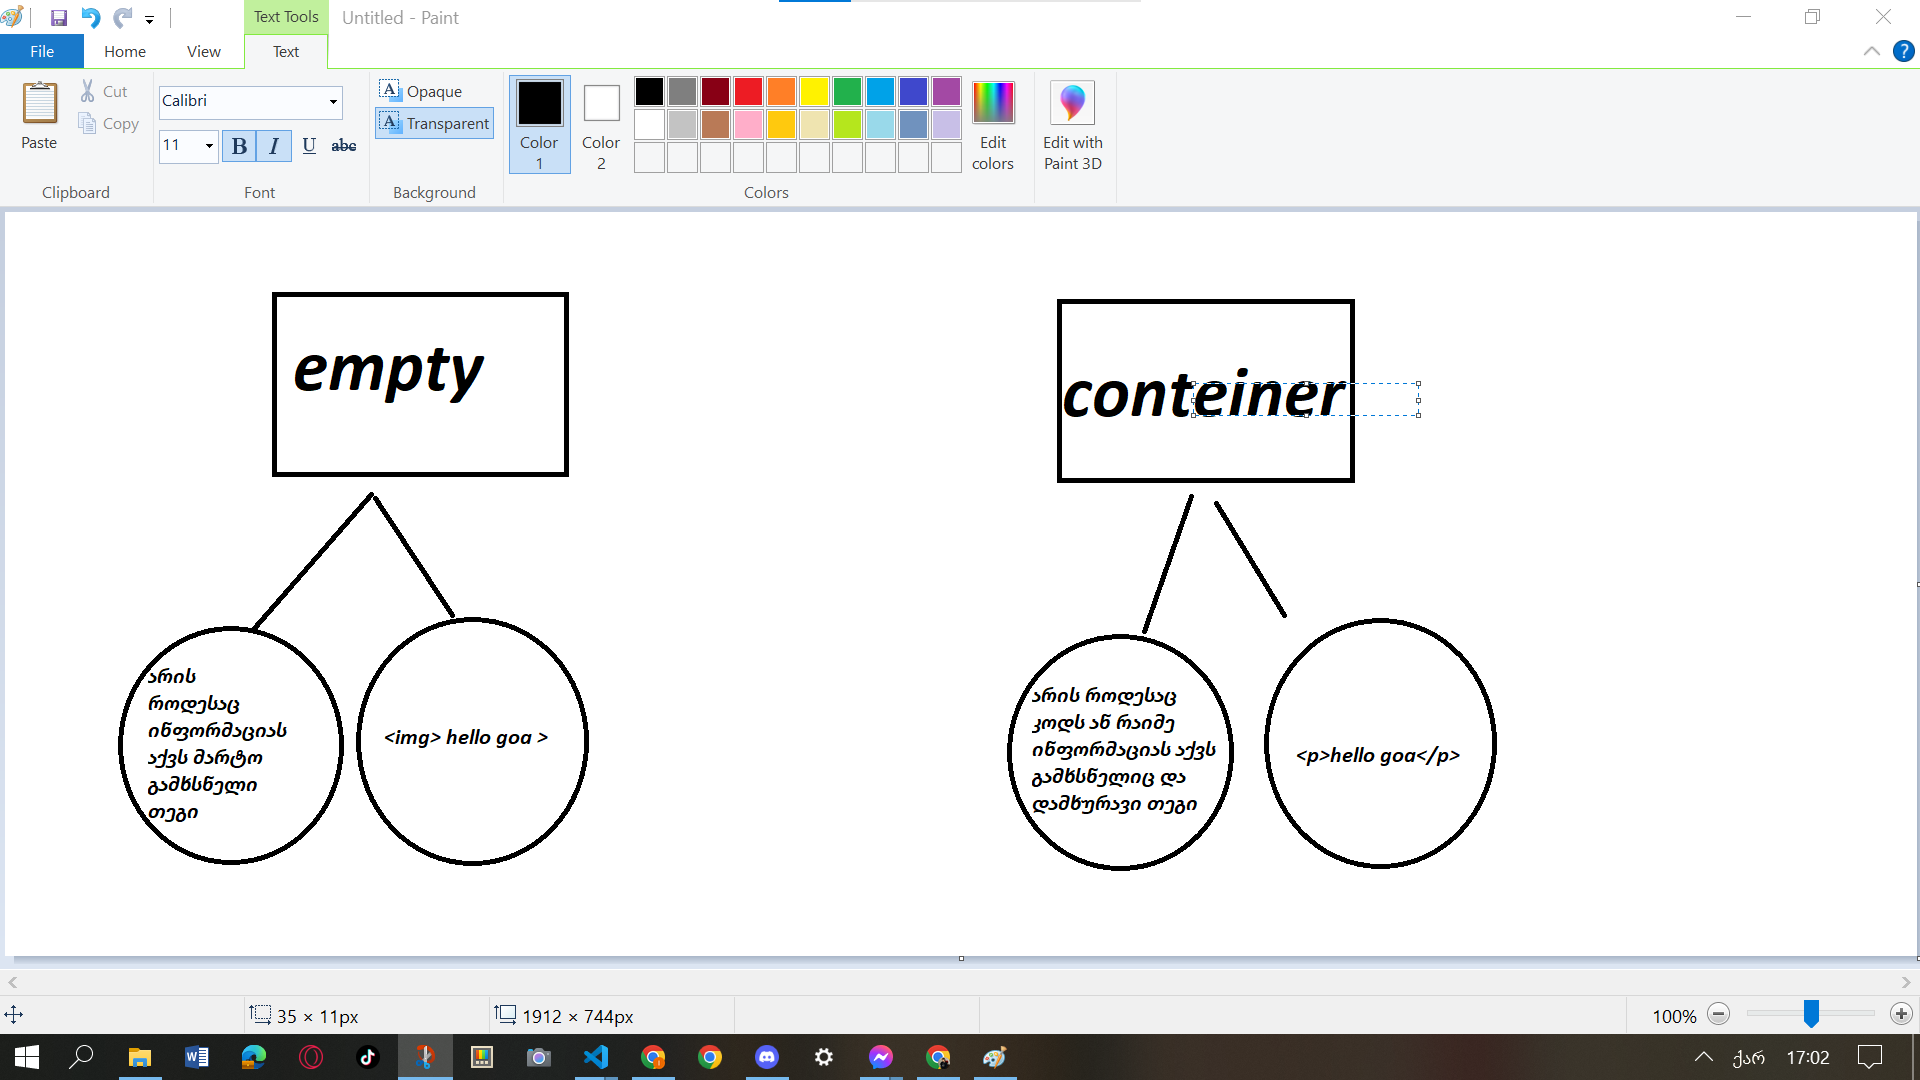 Text Tools
Untitled - Paint
File
Home
View
Text
Paste
Cut
Copy
Clipboard
Calibri
11
B I U abc
Font
Opaque
Transparent
Background
Color
1
Color
2
Colors
Edit
colors
Edit with
Paint 3D
empty
არის
როდესაც
ინფორმაციას
აქვს მარტო
გამხსნელი
თეგი
<img> hello goa >
conteiner
არის როდესაც
კოდს ან რაიმე
ინფორმაციას აქვს
გამხსნელიც და
დამხურავი თეგი
<p>hello goa</p>
35 × 11px
1912 × 744px
100%
ქარ
17:02